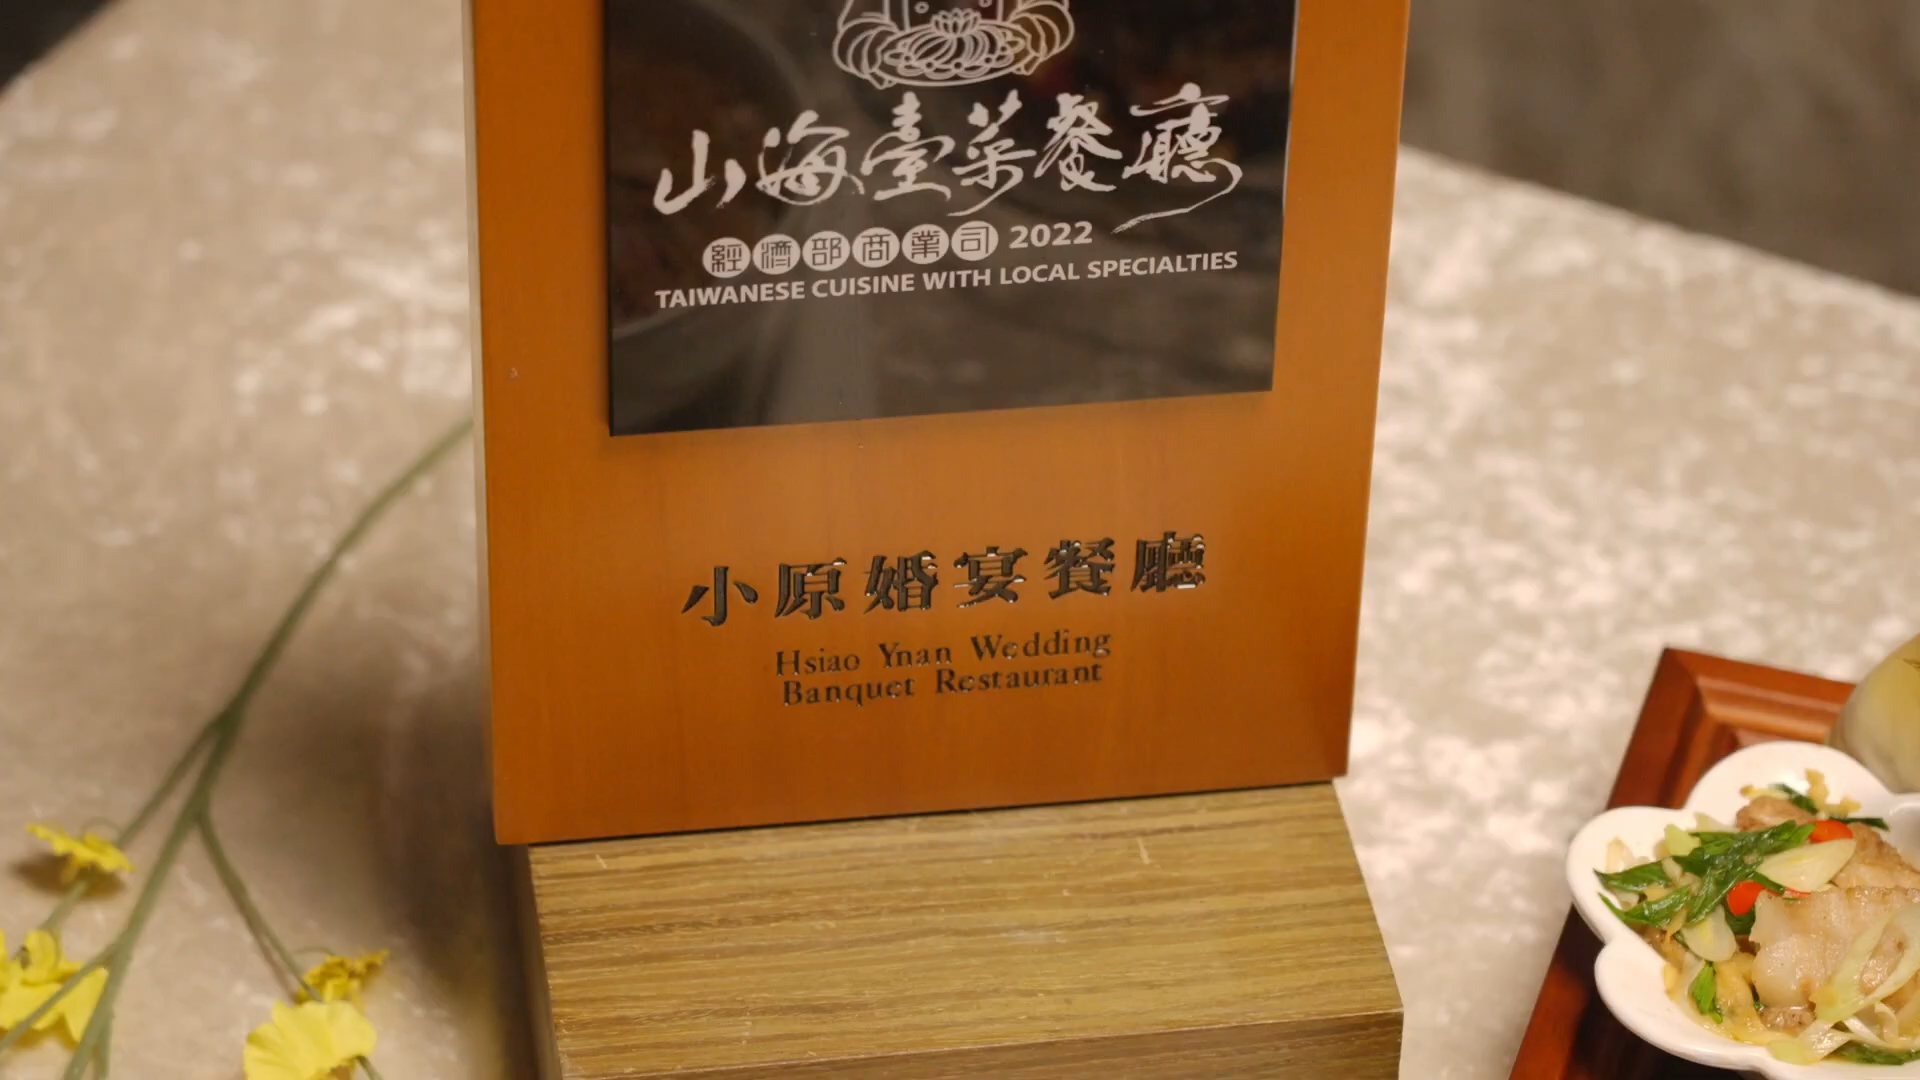 山海臺菜餐廳
經濟部商業司 2022
TAIWANESE CUISINE WITH LOCAL SPECIALTIES
小原婚宴餐廳
Hsiao Ynan Wedding
Banquet Restaurant